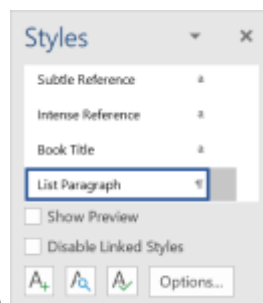 Styles
Subtle Reference a
Intense Reference a
Book Title a
List Paragraph ¶
Show Preview
Disable Linked Styles
Options...